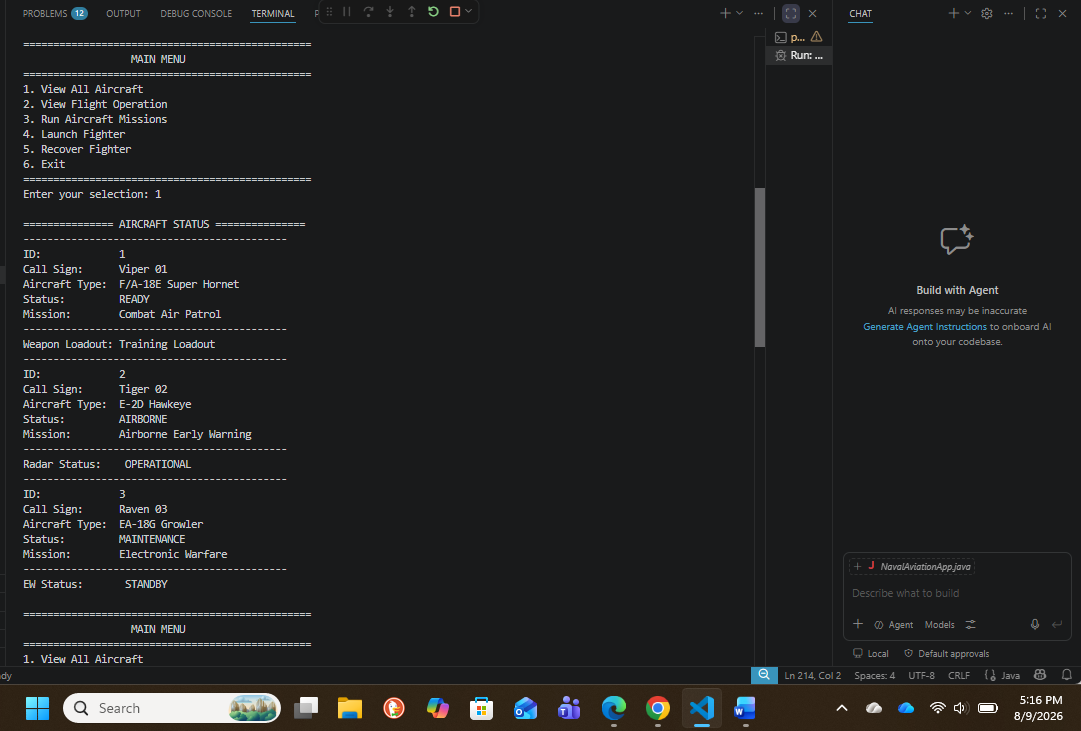 PROBLEMS 12 OUTPUT DEBUG CONSOLE TERMINAL
CHAT
===============================================
MAIN MENU
===============================================
1. View All Aircraft
2. View Flight Operation
3. Run Aircraft Missions
4. Launch Fighter
5. Recover Fighter
6. Exit
===============================================
Enter your selection: 1
=============== AIRCRAFT STATUS ===============
--------------------------------------------
ID: 1
Call Sign: Viper 01
Aircraft Type: F/A-18E Super Hornet
Status: READY
Mission: Combat Air Patrol
--------------------------------------------
Weapon Loadout: Training Loadout
--------------------------------------------
ID: 2
Call Sign: Tiger 02
Aircraft Type: E-2D Hawkeye
Status: AIRBORNE
Mission: Airborne Early Warning
--------------------------------------------
Radar Status: OPERATIONAL
--------------------------------------------
ID: 3
Call Sign: Raven 03
Aircraft Type: EA-18G Growler
Status: MAINTENANCE
Mission: Electronic Warfare
--------------------------------------------
EW Status: STANDBY
===============================================
MAIN MENU
===============================================
1. View All Aircraft
p...
Run: ...
Build with Agent
AI responses may be inaccurate
Generate Agent Instructions to onboard AI
onto your codebase.
J NavalAviationApp.java
Describe what to build
Agent Models
Local Default approvals
dy
Ln 214, Col 2 Spaces: 4 UTF-8 CRLF {} Java
Search
5:16 PM
8/9/2026